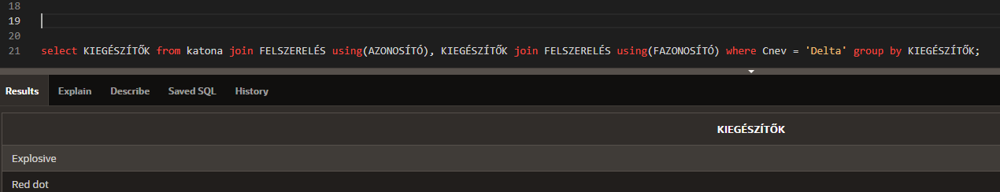 18
19
20
21 select KIEGÉSZÍTŐK from katona join FELSZERELÉS using(AZONOSÍTÓ), KIEGÉSZÍTŐK join FELSZERELÉS using(FAZONOSÍTÓ) where Cnev = 'Delta' group by KIEGÉSZÍTŐK;
Results Explain Describe Saved SQL History
KIEGÉSZÍTŐK
Explosive
Red dot